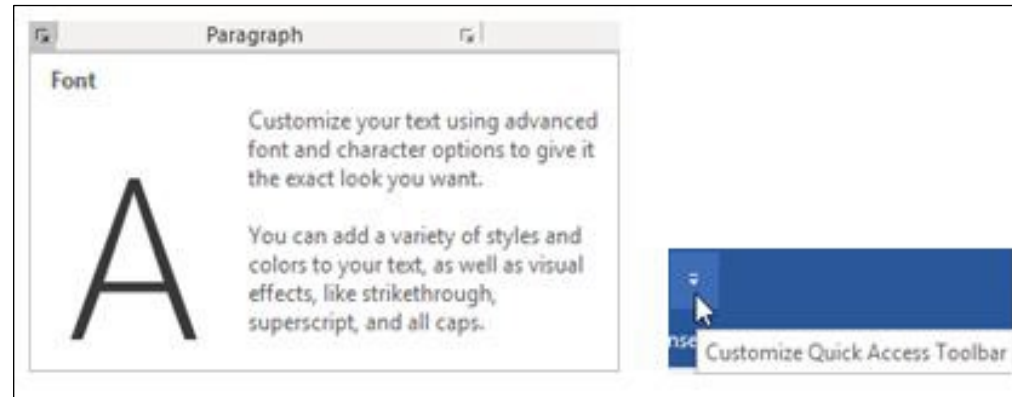 Paragraph
Font
Customize your text using advanced
font and character options to give it
the exact look you want.
You can add a variety of styles and
colors to your text, as well as visual
effects, like strikethrough,
superscript, and all caps.
A
nse
Customize Quick Access Toolbar